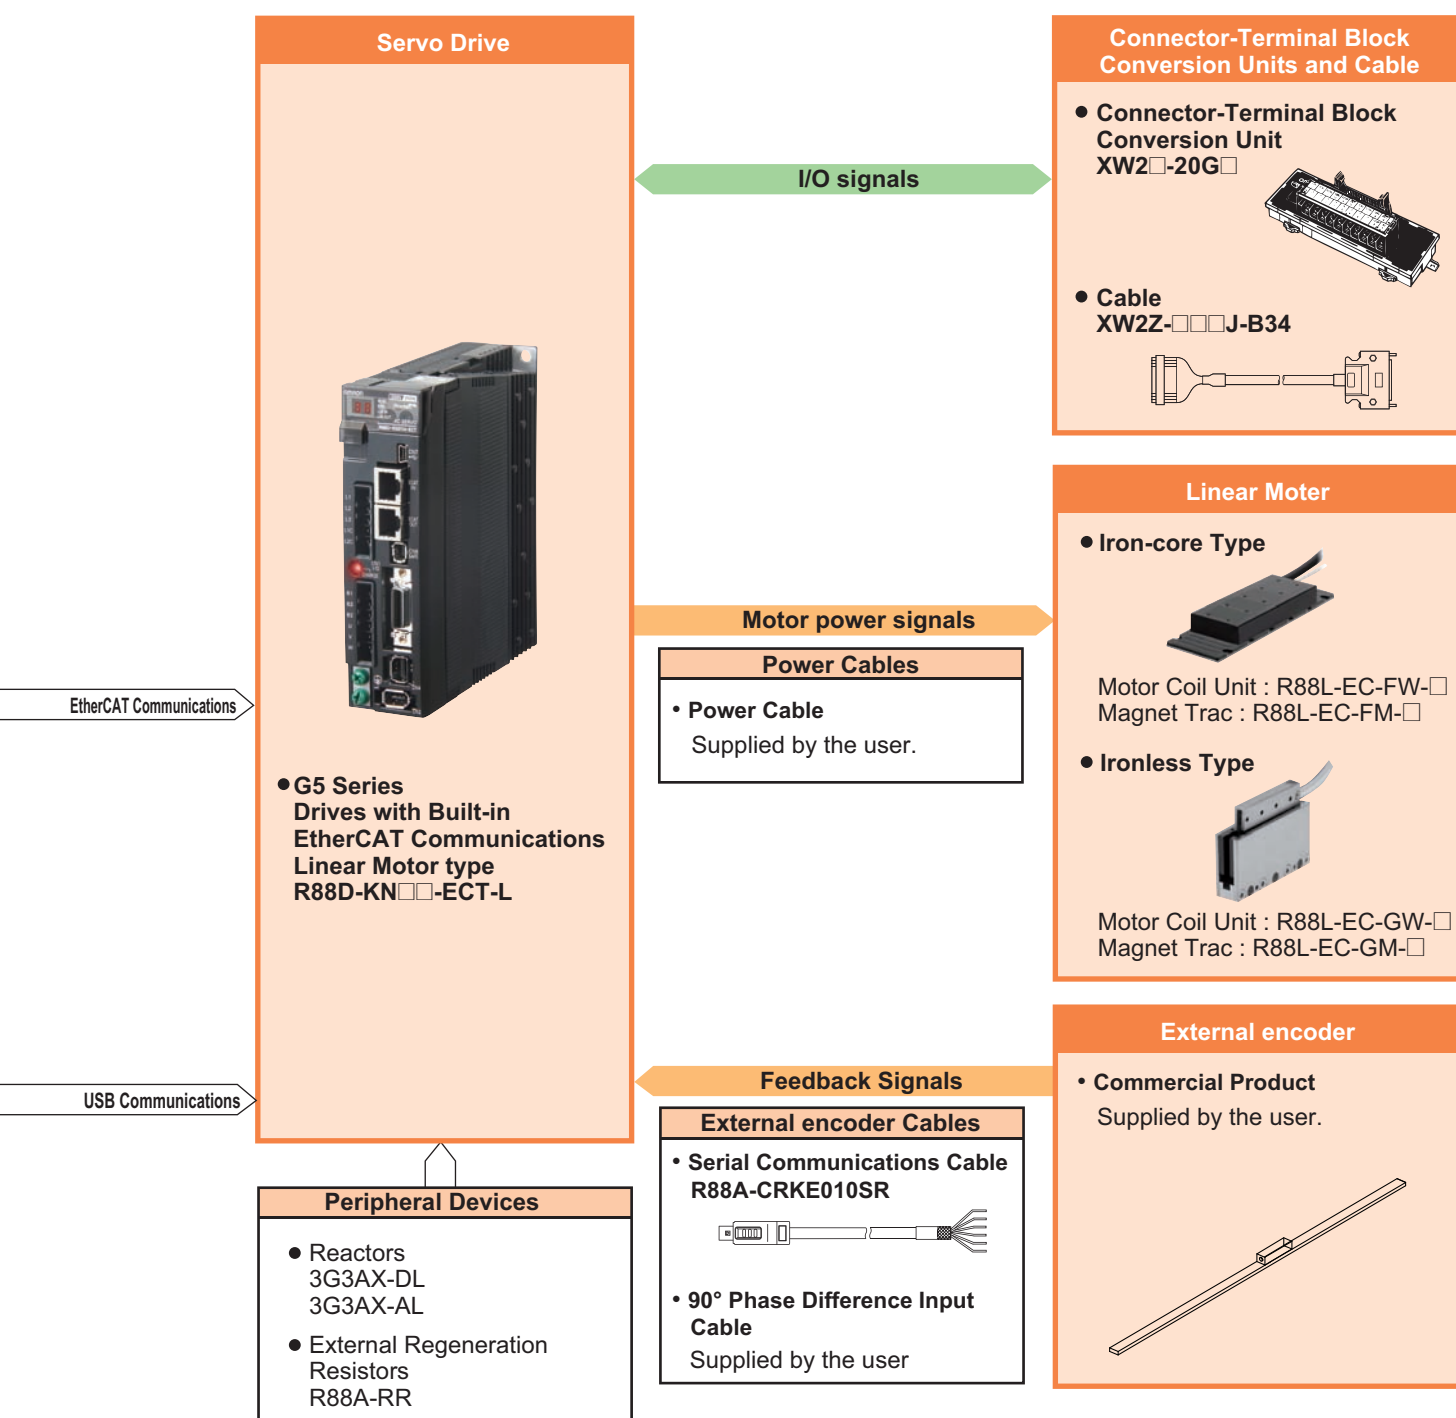 Servo Drive
G5 Series
Drives with Built-in
EtherCAT Communications
Linear Motor type
R88D-KN□□-ECT-L
EtherCAT Communications
USB Communications
Peripheral Devices
Reactors
3G3AX-DL
3G3AX-AL
External Regeneration
Resistors
R88A-RR
I/O signals
Motor power signals
Power Cables
• Power Cable
Supplied by the user.
Feedback Signals
External encoder Cables
• Serial Communications Cable
R88A-CRKE010SR
• 90° Phase Difference Input
Cable
Supplied by the user
Connector-Terminal Block
Conversion Units and Cable
● Connector-Terminal Block
Conversion Unit
XW2□-20G□
● Cable
XW2Z-□□□J-B34
Linear Moter
● Iron-core Type
Motor Coil Unit : R88L-EC-FW-□
Magnet Trac : R88L-EC-FM-□
● Ironless Type
Motor Coil Unit : R88L-EC-GW-□
Magnet Trac : R88L-EC-GM-□
External encoder
• Commercial Product
Supplied by the user.